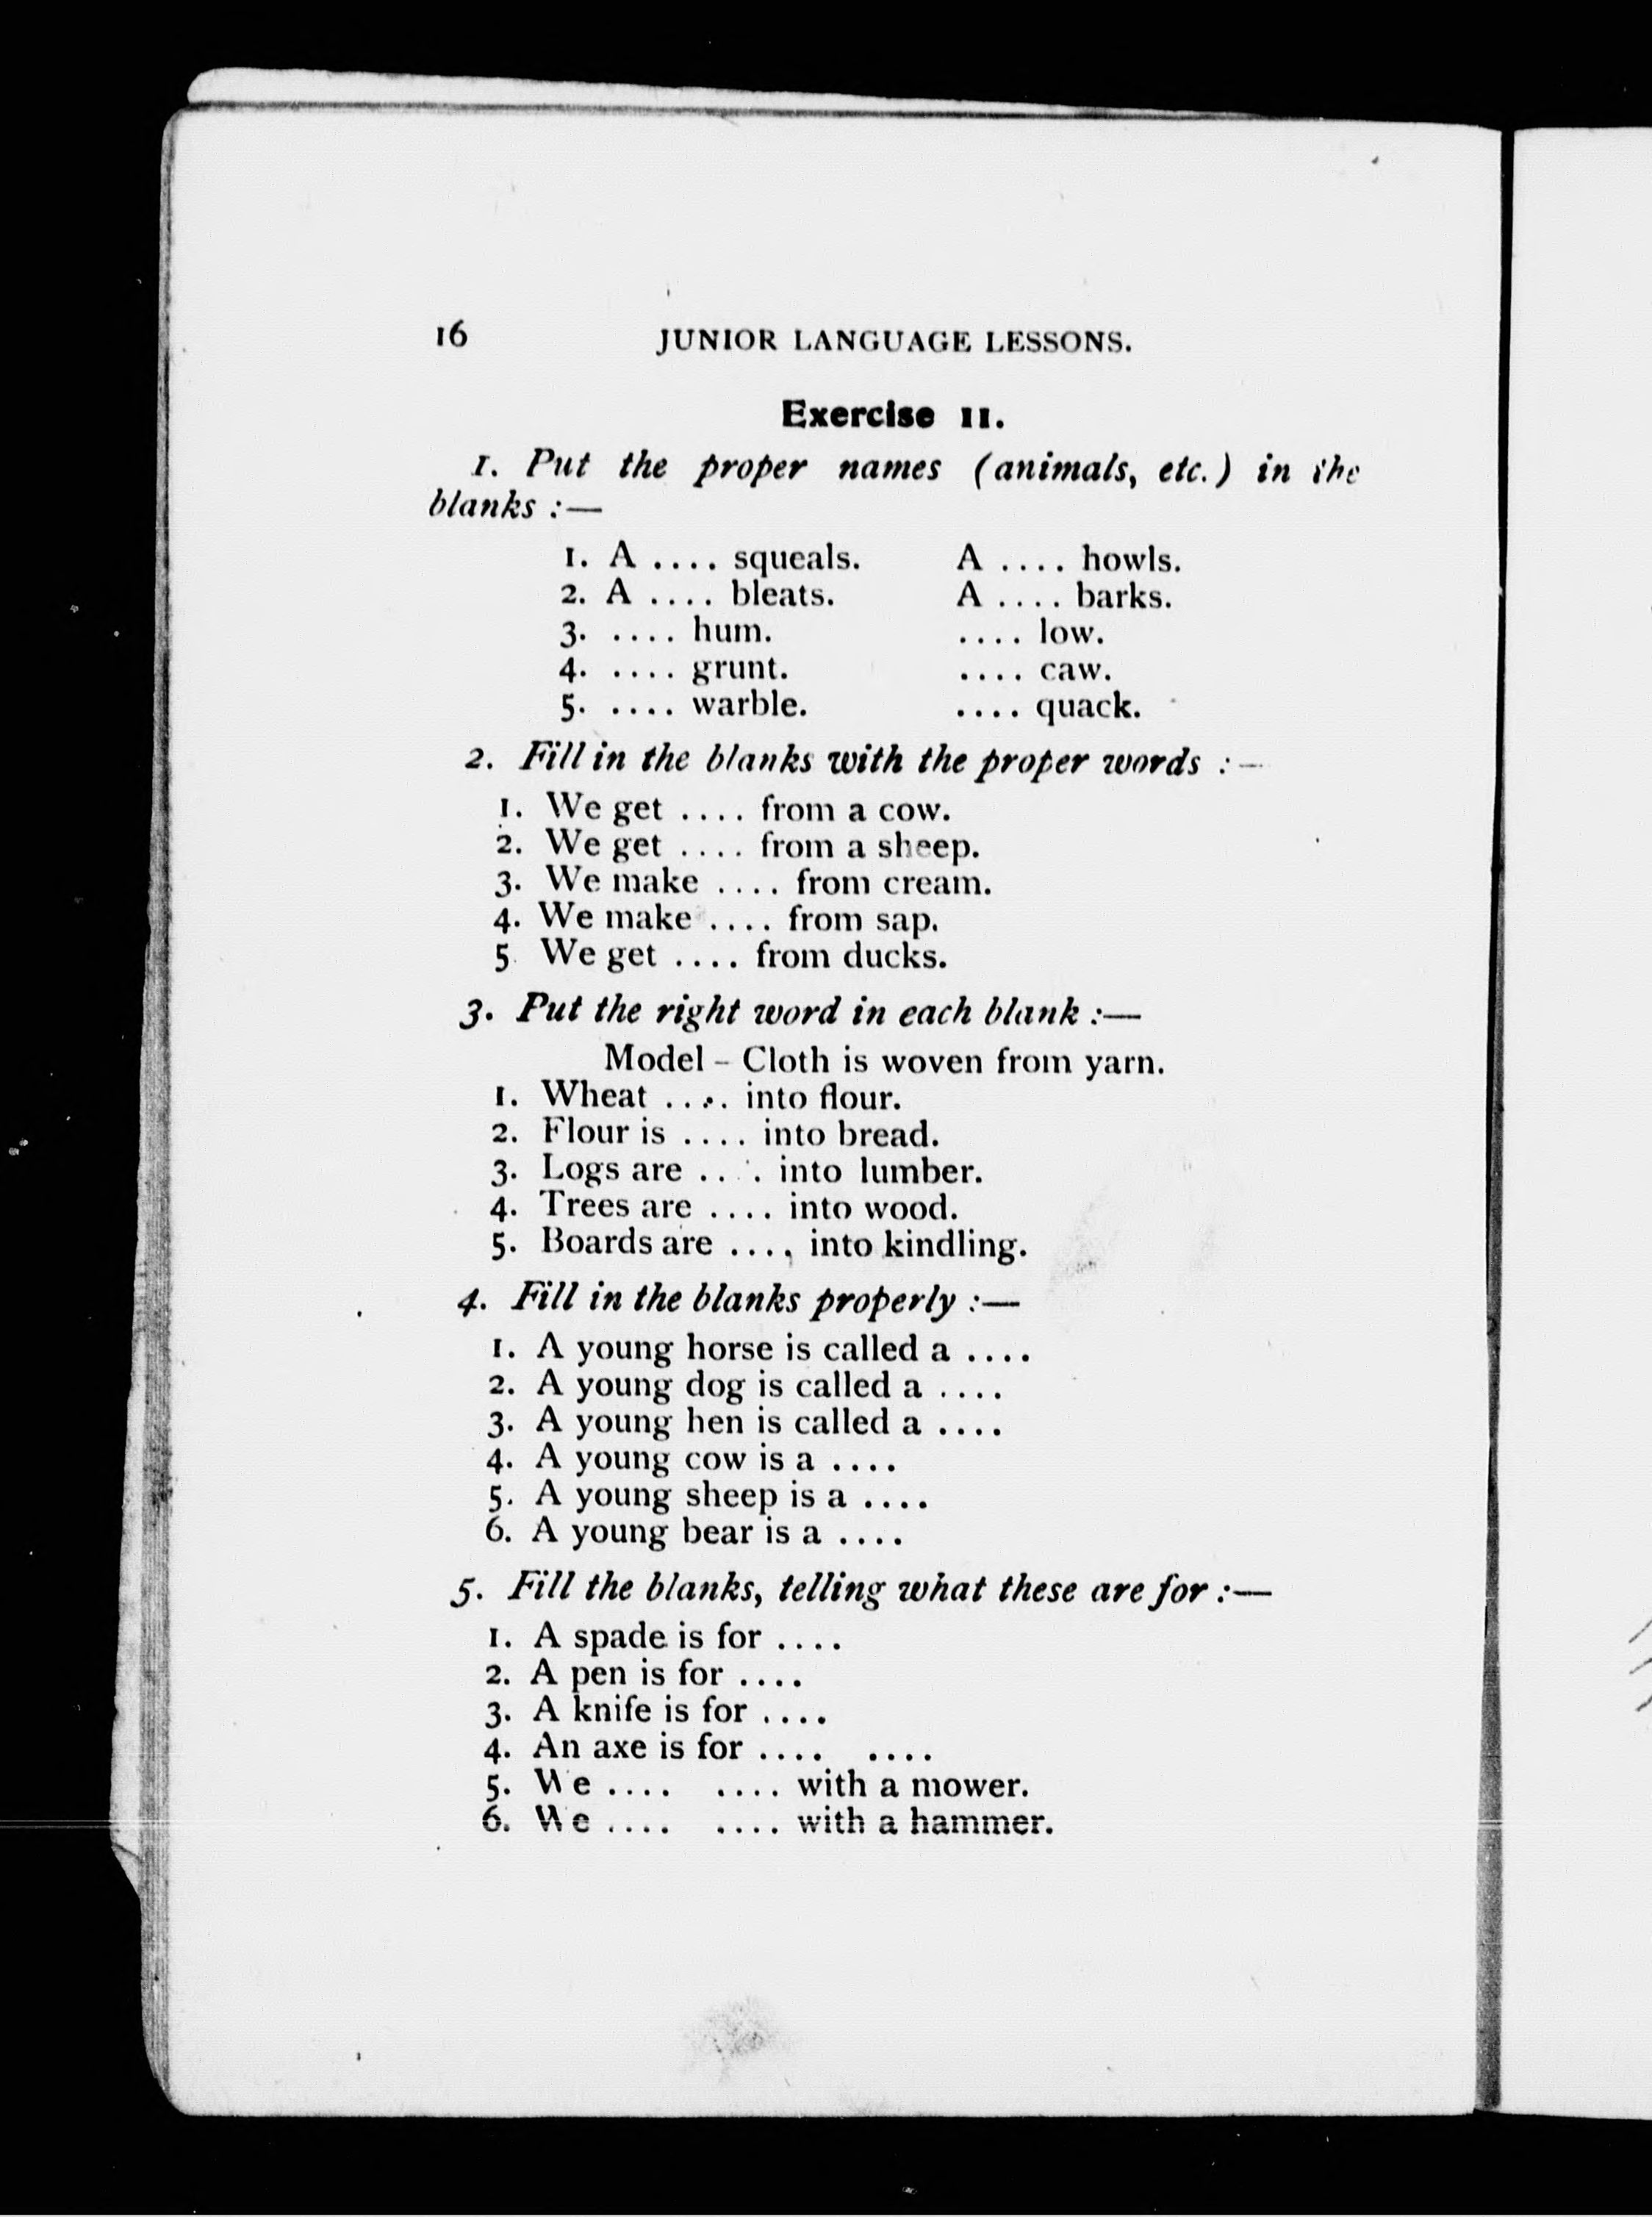 16 JUNIOR LANGUAGE LESSONS.
Exercise 11.
1. Put the proper names (animals, etc.) in the
blanks :—
1. A .... squeals. A .... howls.
2. A .... bleats. A .... barks.
3. .... hum. .... low.
4. .... grunt. .... caw.
5. .... warble. .... quack.
2. Fill in the blanks with the proper words :—
1. We get .... from a cow.
2. We get .... from a sheep.
3. We make .... from cream.
4. We make .... from sap.
5. We get .... from ducks.
3. Put the right word in each blank :—
Model – Cloth is woven from yarn.
1. Wheat .... into flour.
2. Flour is .... into bread.
3. Logs are .... into lumber.
4. Trees are .... into wood.
5. Boards are .... into kindling.
4. Fill in the blanks properly :—
1. A young horse is called a ....
2. A young dog is called a ....
3. A young hen is called a ....
4. A young cow is a ....
5. A young sheep is a ....
6. A young bear is a ....
5. Fill the blanks, telling what these are for :—
1. A spade is for ....
2. A pen is for ....
3. A knife is for ....
4. An axe is for .... ....
5. We .... .... with a mower.
6. We .... .... with a hammer.